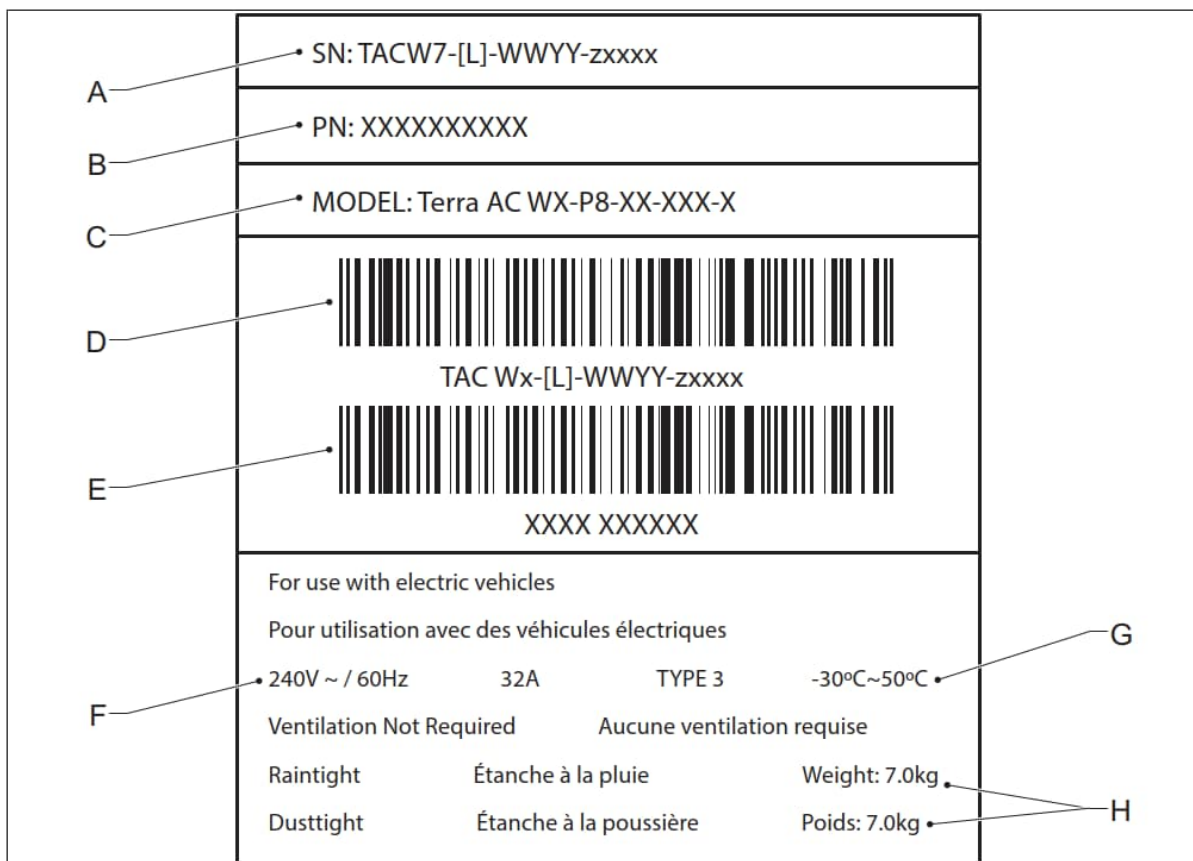 A
SN: TACW7-[L]-WWYY-zxxxx
B
PN: XXXXXXXXXX
C
MODEL: Terra AC WX-P8-XX-XXX-X
D
TAC Wx-[L]-WWYY-zxxxx
E
XXXX XXXXXX
For use with electric vehicles
Pour utilisation avec des véhicules électriques
G
240V ~ / 60Hz 32A TYPE 3 -30ºC~50ºC
F
Ventilation Not Required Aucune ventilation requise
Raintight Étanche à la pluie Weight: 7.0kg
H
Dusttight Étanche à la poussière Poids: 7.0kg